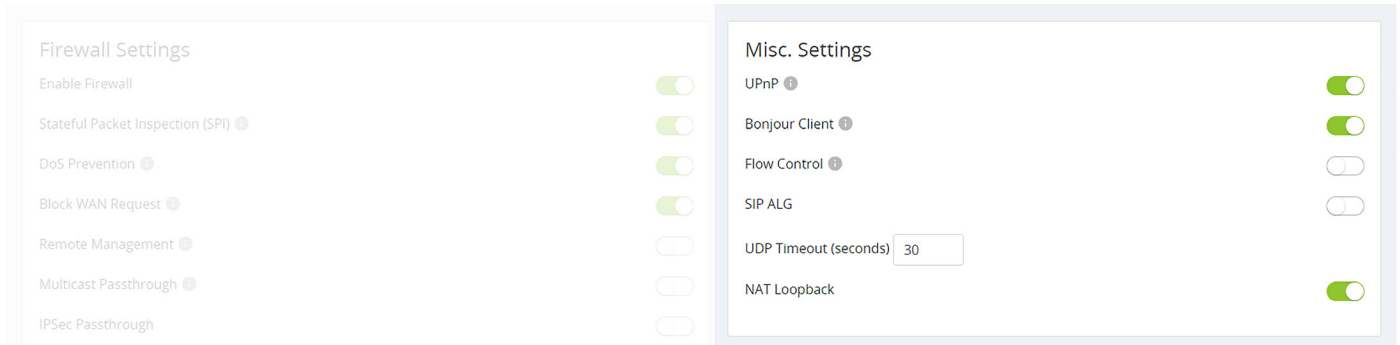 Firewall Settings
Enable Firewall
Stateful Packet Inspection (SPI)
DoS Prevention
Block WAN Request
Remote Management
Multicast Passthrough
IPSec Passthrough
Misc. Settings
UPnP
Bonjour Client
Flow Control
SIP ALG
UDP Timeout (seconds) 30
NAT Loopback